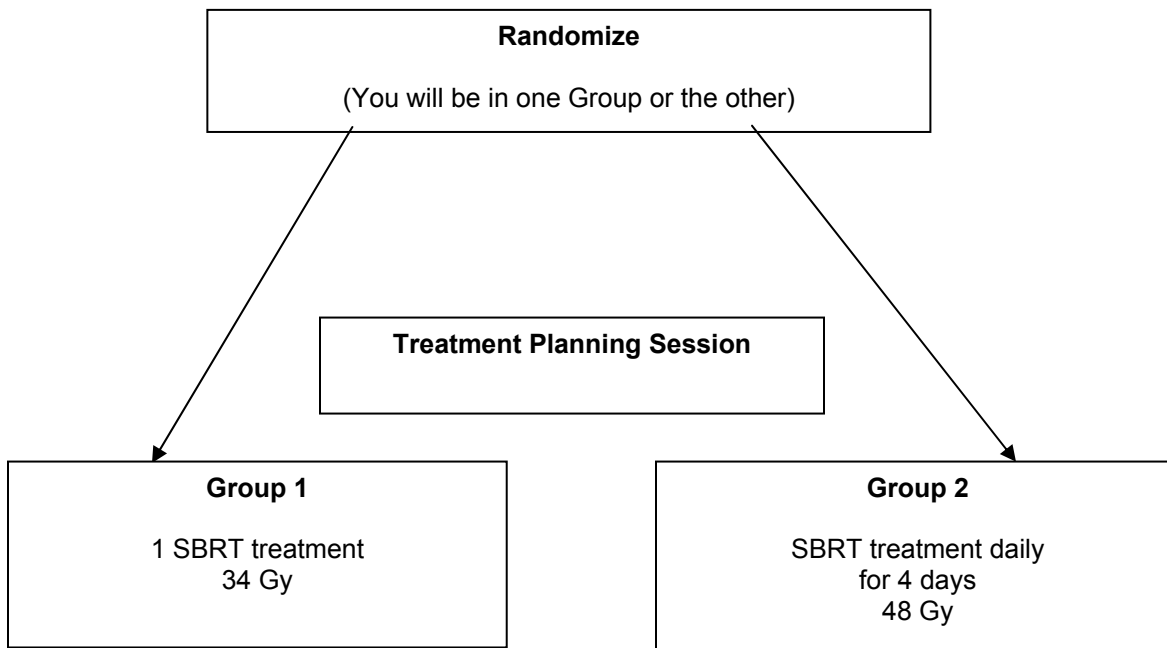 Randomize
(You will be in one Group or the other)
Treatment Planning Session
Group 1
1 SBRT treatment
34 Gy
Group 2
SBRT treatment daily
for 4 days
48 Gy